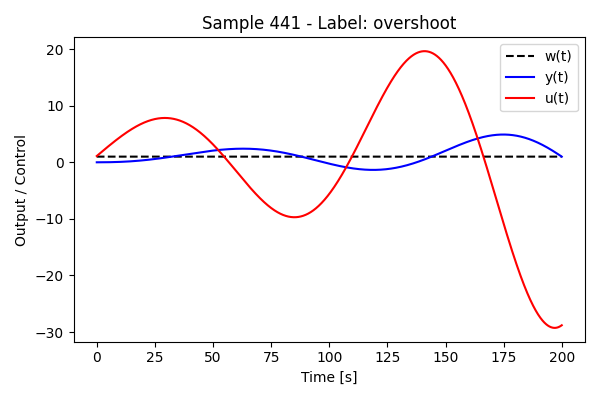 Sample 441 - Label: overshoot
w(t)
y(t)
u(t)
Output / Control
20
10
0
−10
−20
−30
0 25 50 75 100 125 150 175 200
Time [s]